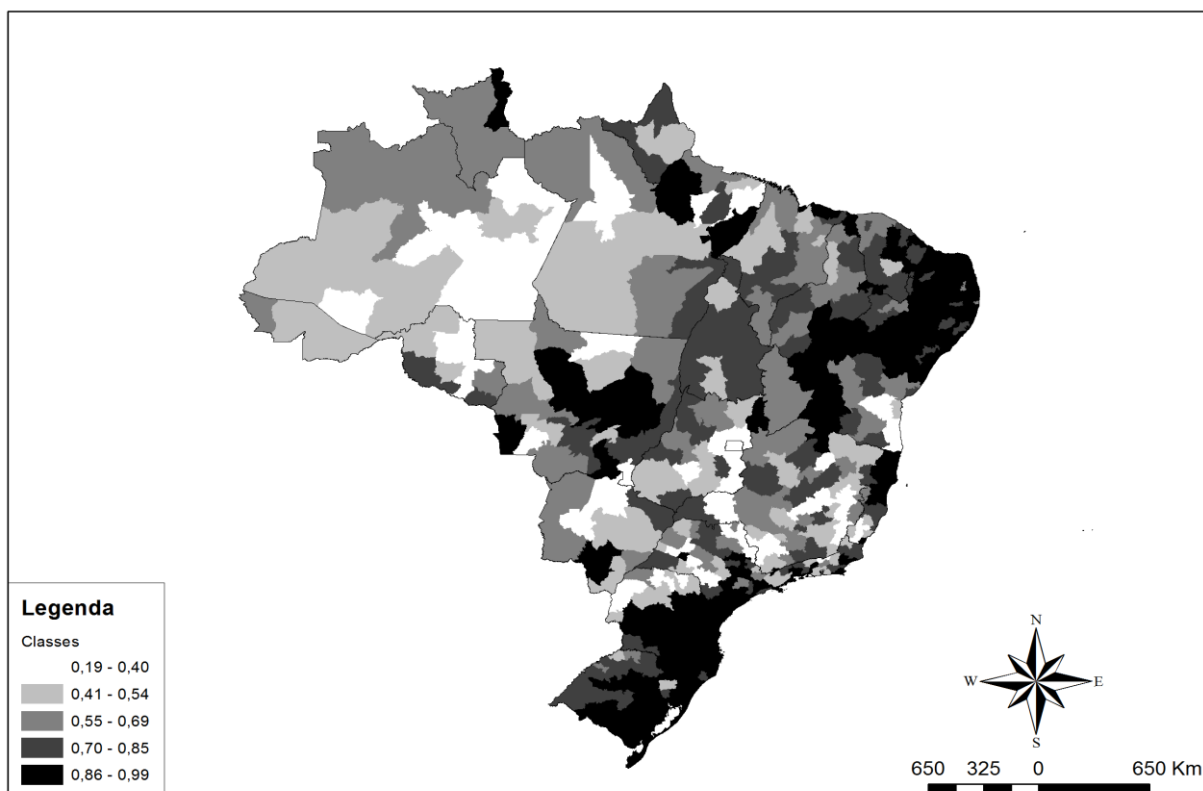 Legenda
Classes
0,19 - 0,40
0,41 - 0,54
0,55 - 0,69
0,70 - 0,85
0,86 - 0,99
N
W E
S
650 325 0 650 Km